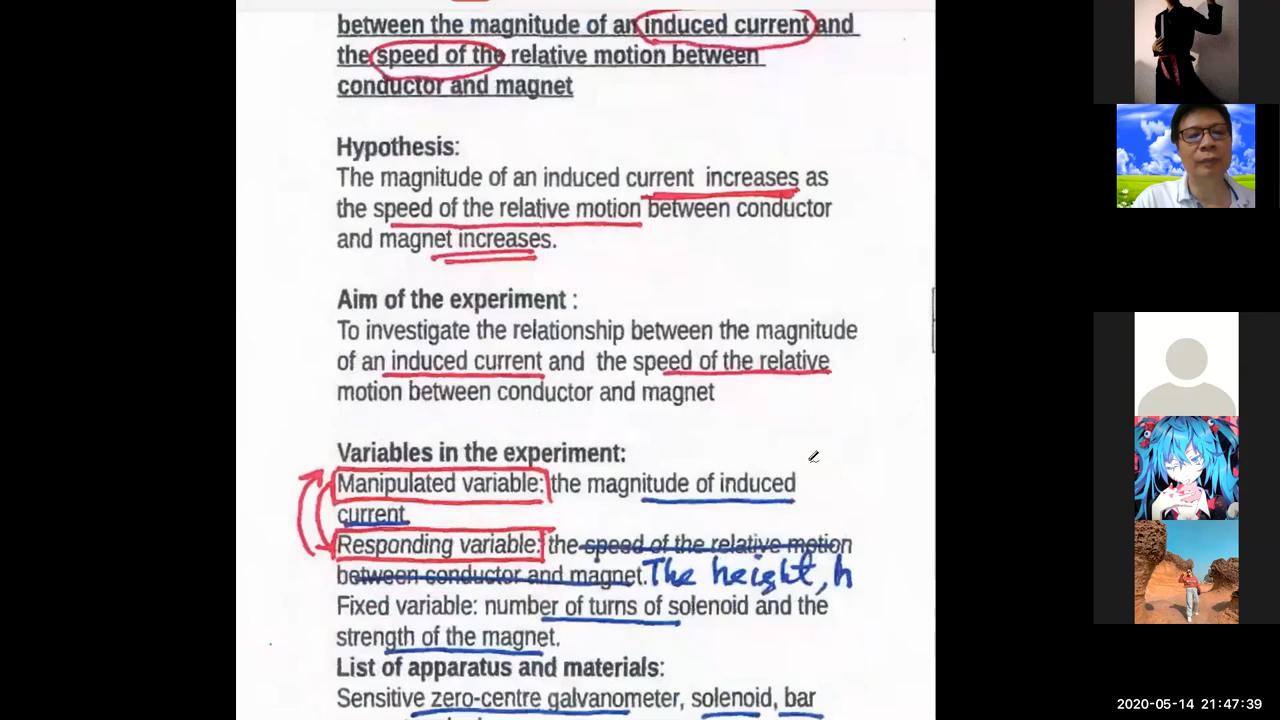 between the magnitude of an induced current and
the speed of the relative motion between
conductor and magnet
Hypothesis:
The magnitude of an induced current increases as
the speed of the relative motion between conductor
and magnet increases.
Aim of the experiment :
To investigate the relationship between the magnitude
of an induced current and the speed of the relative
motion between conductor and magnet
Variables in the experiment:
Manipulated variable: the magnitude of induced
current
Responding variable: the speed of the relative motion
between conductor and magnet. The height, h
Fixed variable: number of turns of solenoid and the
strength of the magnet.
List of apparatus and materials:
Sensitive zero-centre galvanometer, solenoid, bar
2020-05-14 21:47:39